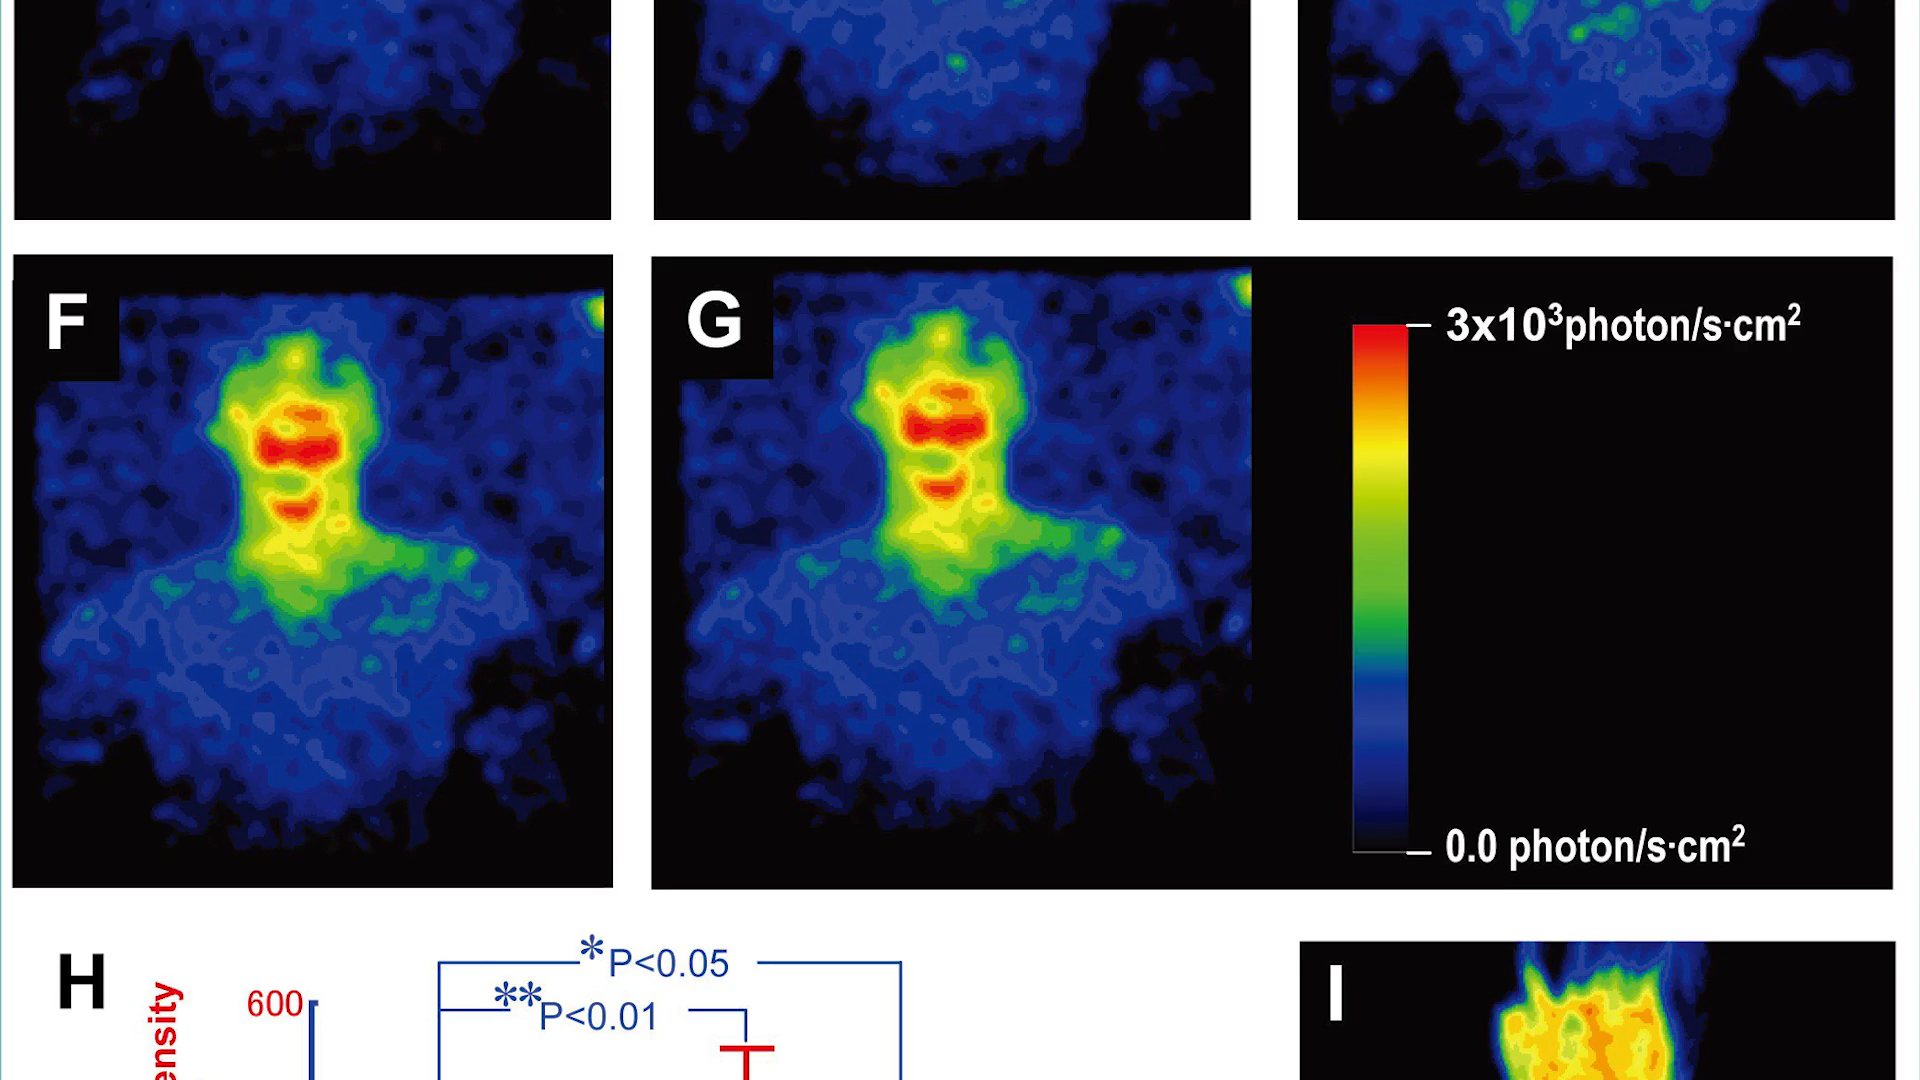 F
G
3x10³photon/s·cm²
0.0 photon/s·cm²
H
*P<0.05
**P<0.01
600
I